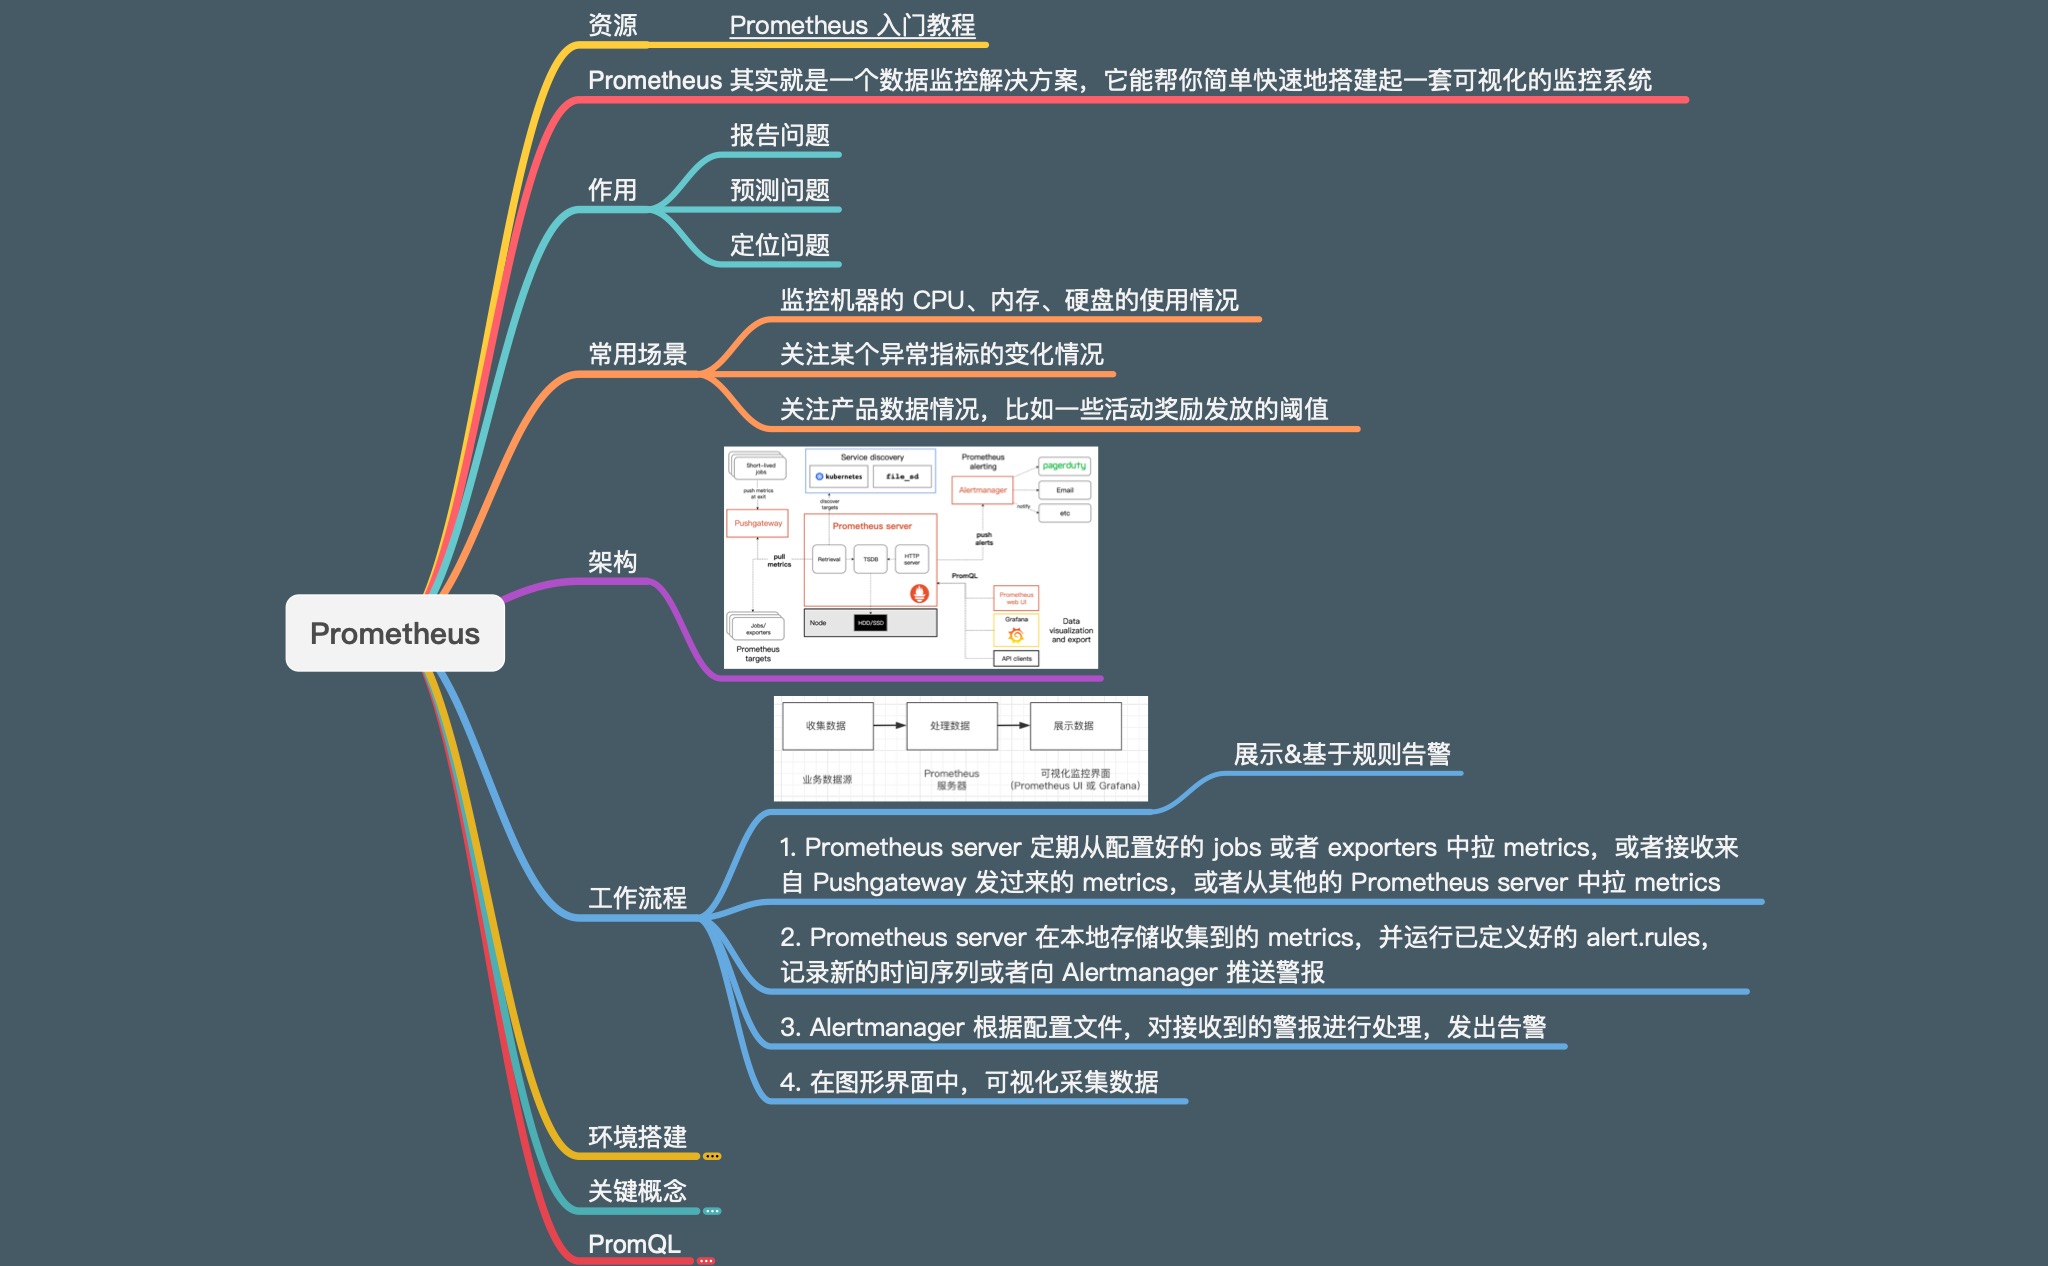 资源
Prometheus 入门教程
Prometheus 其实就是一个数据监控解决方案，它能帮你简单快速地搭建起一套可视化的监控系统
作用
报告问题
预测问题
定位问题
常用场景
监控机器的 CPU、内存、硬盘的使用情况
关注某个异常指标的变化情况
关注产品数据情况，比如一些活动奖励发放的阈值
架构
Short-lived
jobs
push metrics
at exit
Pushgateway
pull
metrics
Jobs/
exporters
Prometheus
targets
Service discovery
kubernetes
file_sd
discover
targets
Prometheus server
Retrieval
TSDB
HTTP
server
Node
HDD/SSD
Prometheus
alerting
Alertmanager
pagerduty
Email
etc
notify
push
alerts
PromQL
Prometheus
web UI
Grafana
API clients
Data
visualization
and export
Prometheus
工作流程
收集数据
处理数据
展示数据
业务数据源
Prometheus
服务器
可视化监控界面
(Prometheus UI 或 Grafana)
展示&基于规则告警
1. Prometheus server 定期从配置好的 jobs 或者 exporters 中拉 metrics，或者接收来
自 Pushgateway 发过来的 metrics，或者从其他的 Prometheus server 中拉 metrics
2. Prometheus server 在本地存储收集到的 metrics，并运行已定义好的 alert.rules，
记录新的时间序列或者向 Alertmanager 推送警报
3. Alertmanager 根据配置文件，对接收到的警报进行处理，发出告警
4. 在图形界面中，可视化采集数据
环境搭建
关键概念
PromQL